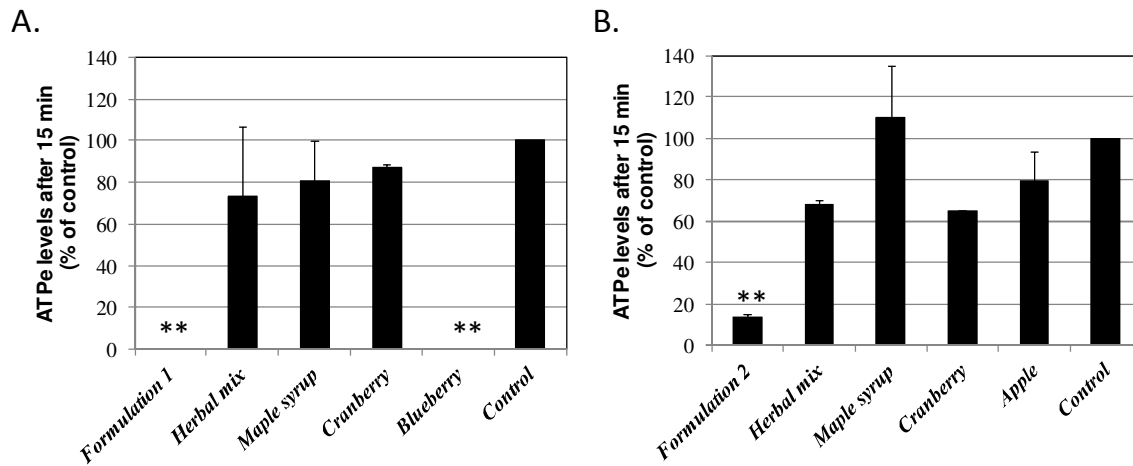 A.
ATPe levels after 15 min
(% of control)
140
120
100
80
60
40
20
0
**
**
Formulation 1
Herbal mix
Maple syrup
Cranberry
Blueberry
Control
B.
ATPe levels after 15 min
(% of control)
140
120
100
80
60
40
20
0
**
Formulation 2
Herbal mix
Maple syrup
Cranberry
Apple
Control